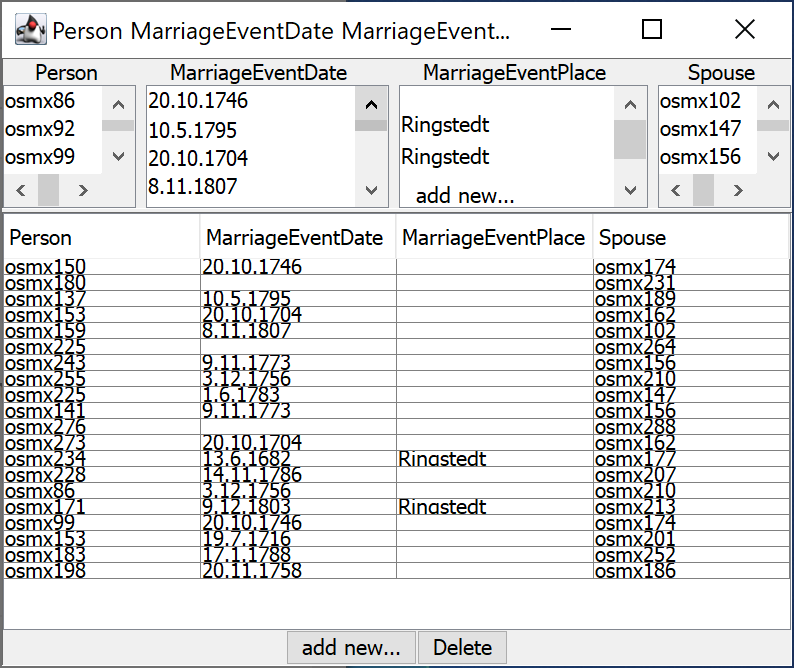 Person MarriageEventDate MarriageEvent...
Person MarriageEventDate MarriageEventPlace Spouse
osmx86 20.10.1746 osmx102
osmx92 10.5.1795 Ringstedt osmx147
osmx99 20.10.1704 Ringstedt osmx156
8.11.1807 add new...
Person MarriageEventDate MarriageEventPlace Spouse
osmx150 20.10.1746 osmx174
osmx180 osmx231
osmx137 10.5.1795 osmx189
osmx153 20.10.1704 osmx162
osmx159 8.11.1807 osmx102
osmx225 osmx264
osmx243 9.11.1773 osmx156
osmx255 3.12.1756 osmx210
osmx225 1.6.1783 osmx147
osmx141 9.11.1773 osmx156
osmx276 osmx288
osmx273 20.10.1704 osmx162
osmx234 13.6.1682 Ringstedt osmx177
osmx228 14.11.1786 osmx207
osmx86 3.12.1756 osmx210
osmx171 9.12.1803 Ringstedt osmx213
osmx99 20.10.1746 osmx174
osmx153 19.7.1716 osmx201
osmx183 17.1.1788 osmx252
osmx198 20.11.1758 osmx186
add new... Delete